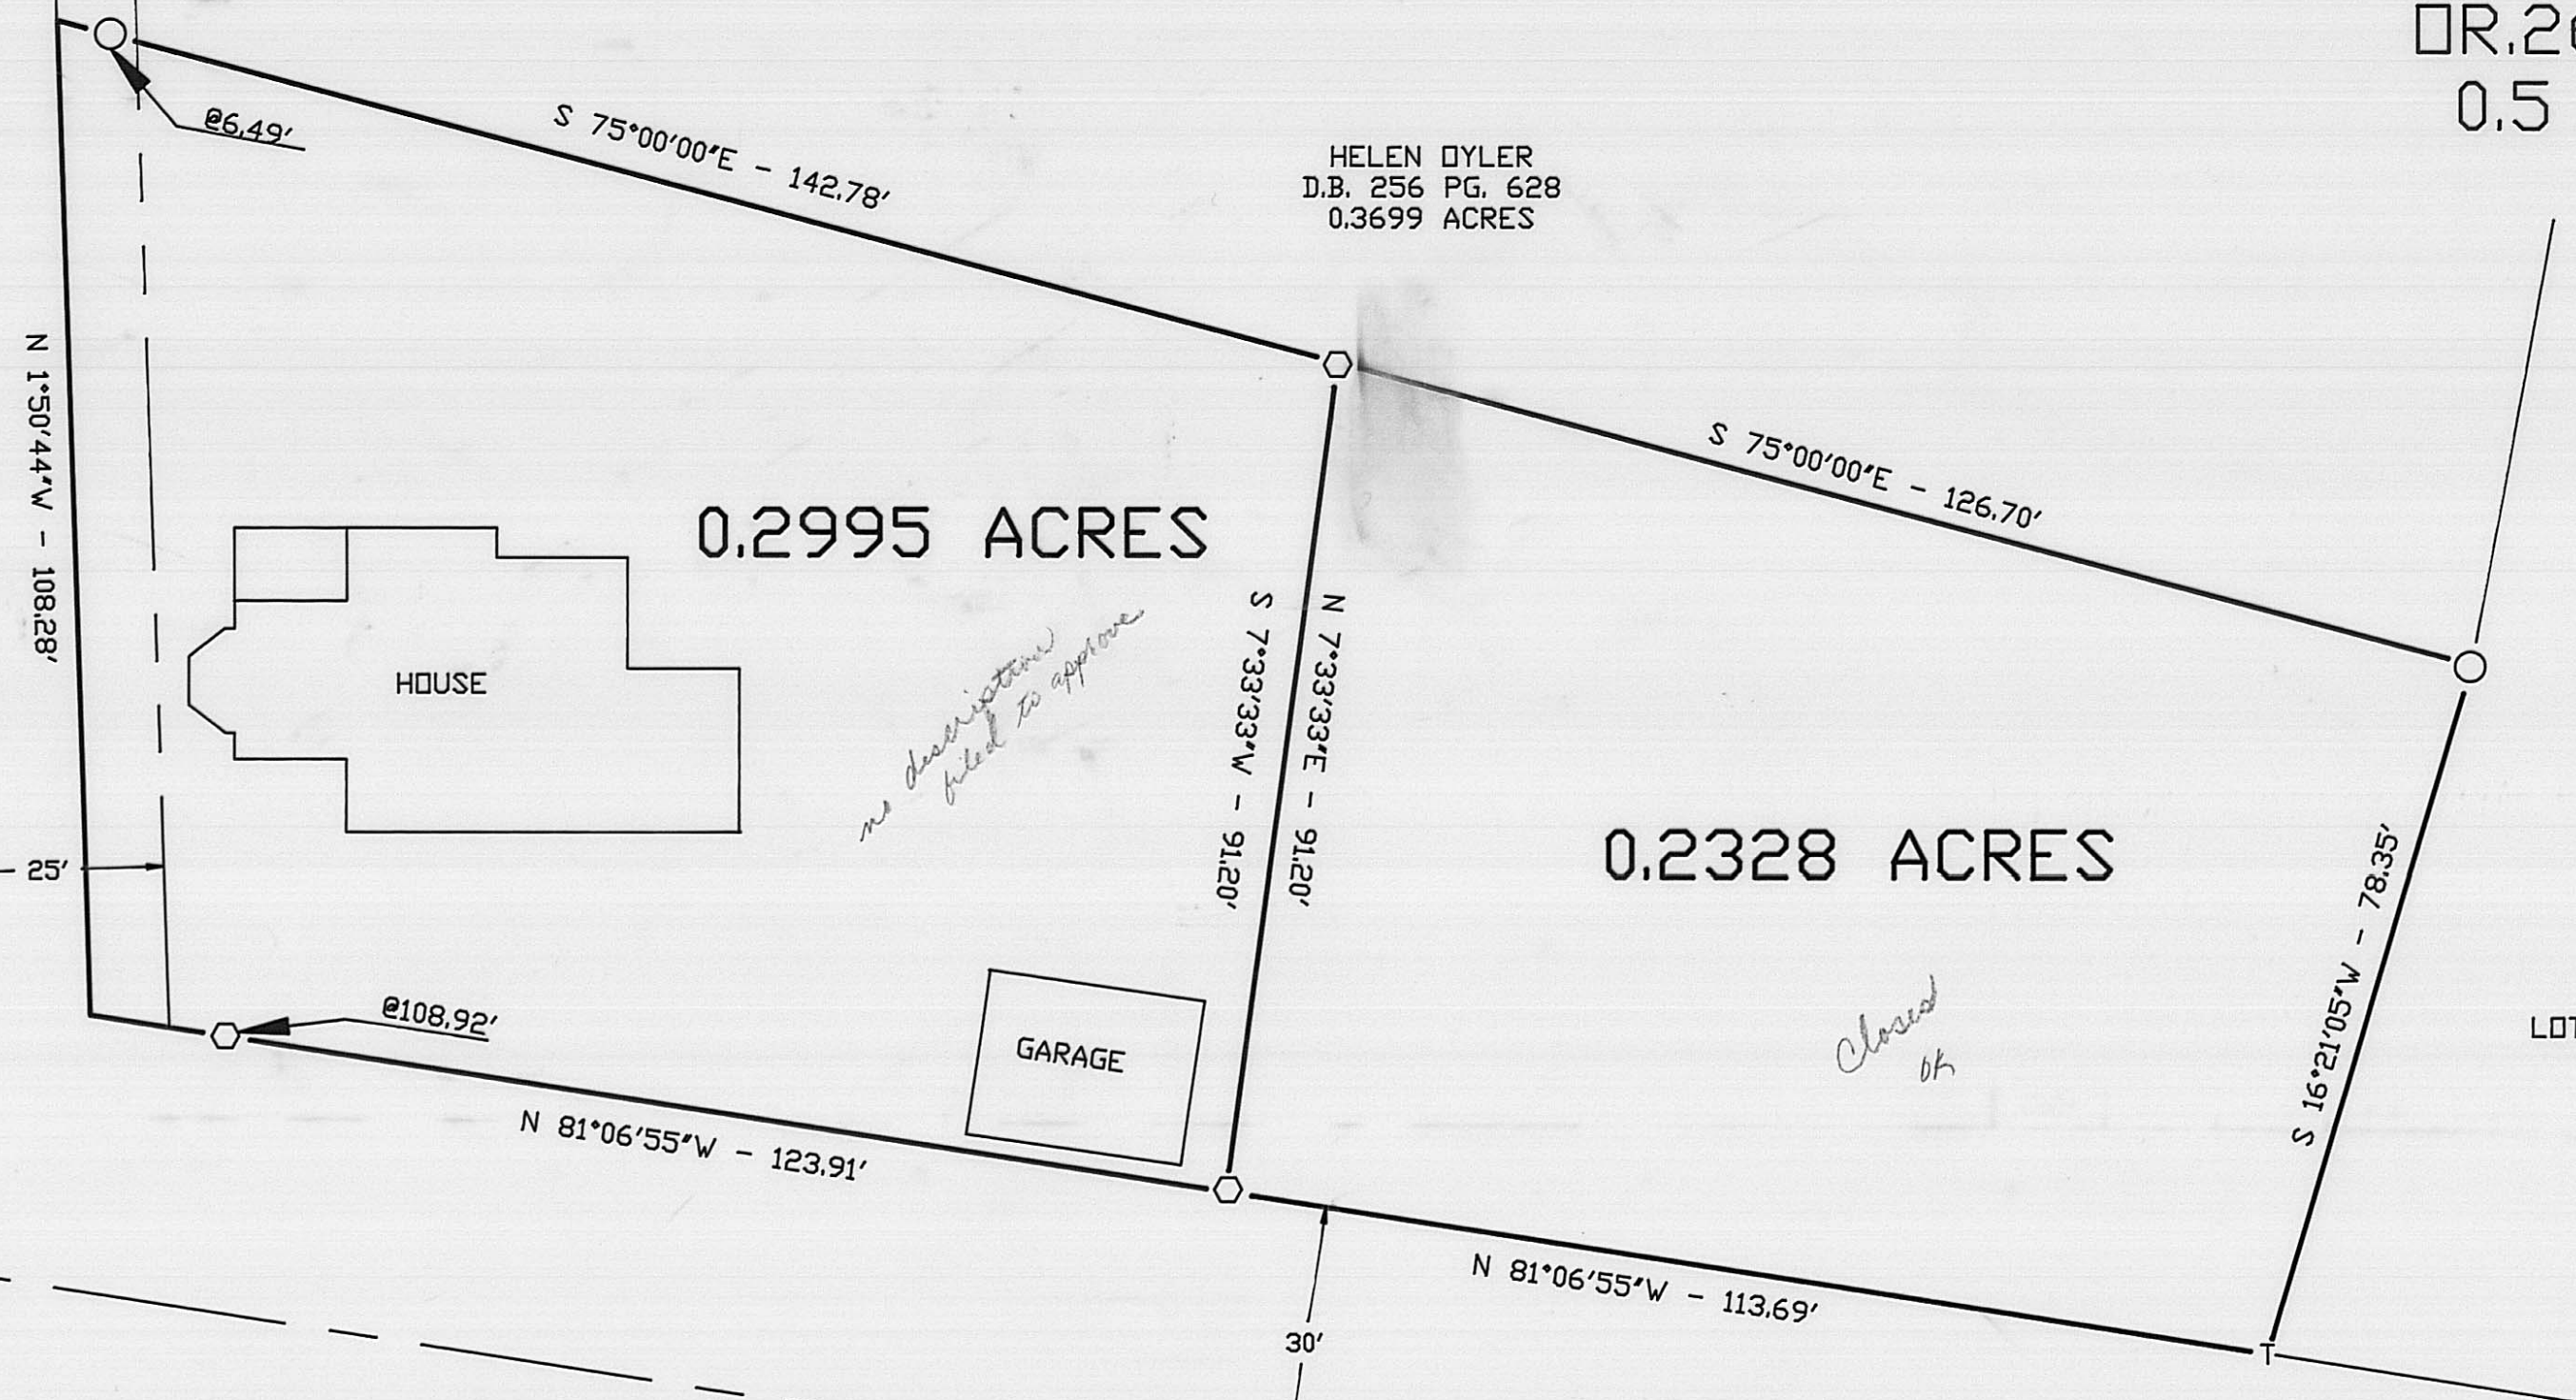 OR.2
0.5
@6.49'
S 75°00'00"E - 142.78'
HELEN OYLER
D.B. 256 PG. 628
0.3699 ACRES
N 1°50'44"W - 108.28'
S 75°00'00"E - 126.70'
0.2995 ACRES
no description
filed to approve
S 7°33'33"W - 91.20'
N 7°33'33"E - 91.20'
HOUSE
0.2328 ACRES
25'
S 16°21'05"W - 78.35'
@108.92'
GARAGE
Closes
OK
LOT
N 81°06'55"W - 123.91'
N 81°06'55"W - 113.69'
30'
T